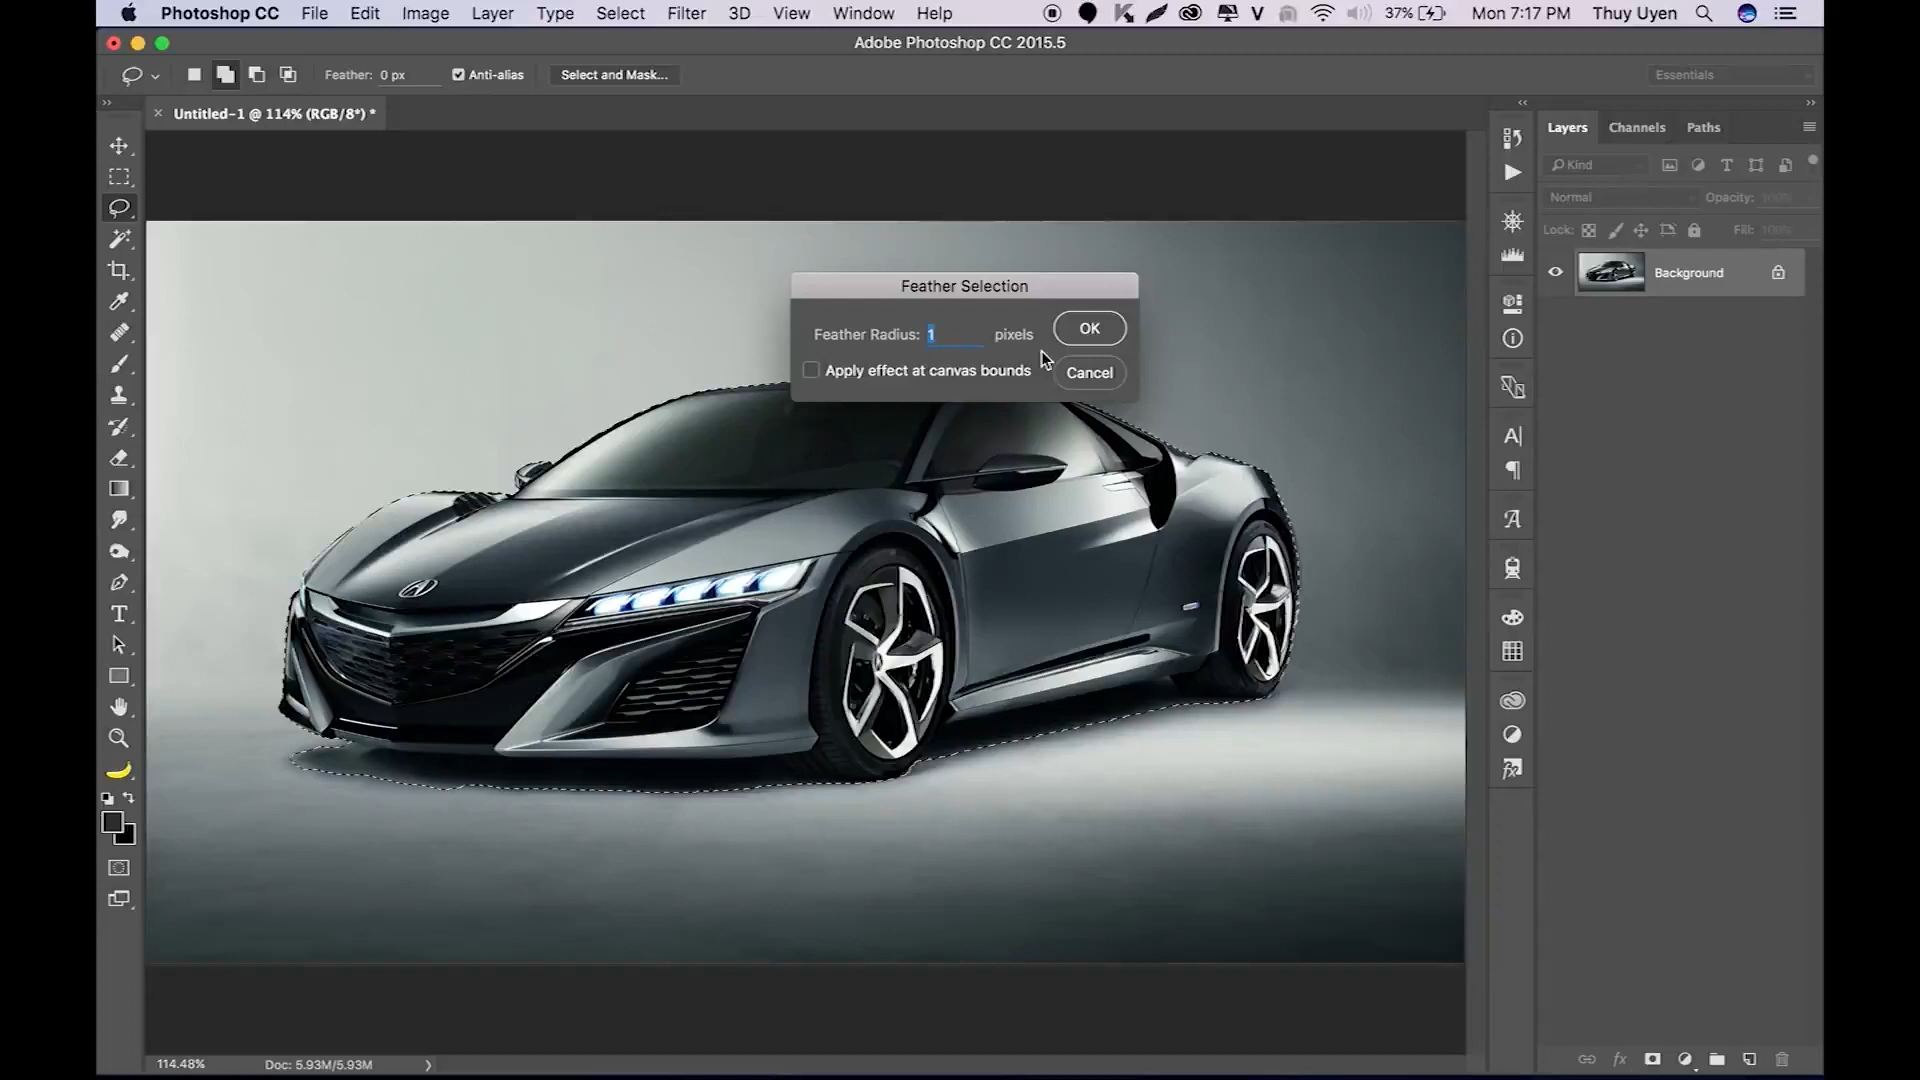 Photoshop CC File Edit Image Layer Type Select Filter 3D View Window Help 37% Mon 7:17 PM Thuy Uyen
Adobe Photoshop CC 2015.5
Feather: 0 px Anti-alias Select and Mask... Essentials
Untitled-1 @ 114% (RGB/8*) *
Layers Channels Paths
Kind
Normal Opacity: 100%
Lock: Fill: 100%
Background
Feather Selection
Feather Radius: 1 pixels OK
Apply effect at canvas bounds Cancel
114.48% Doc: 5.93M/5.93M